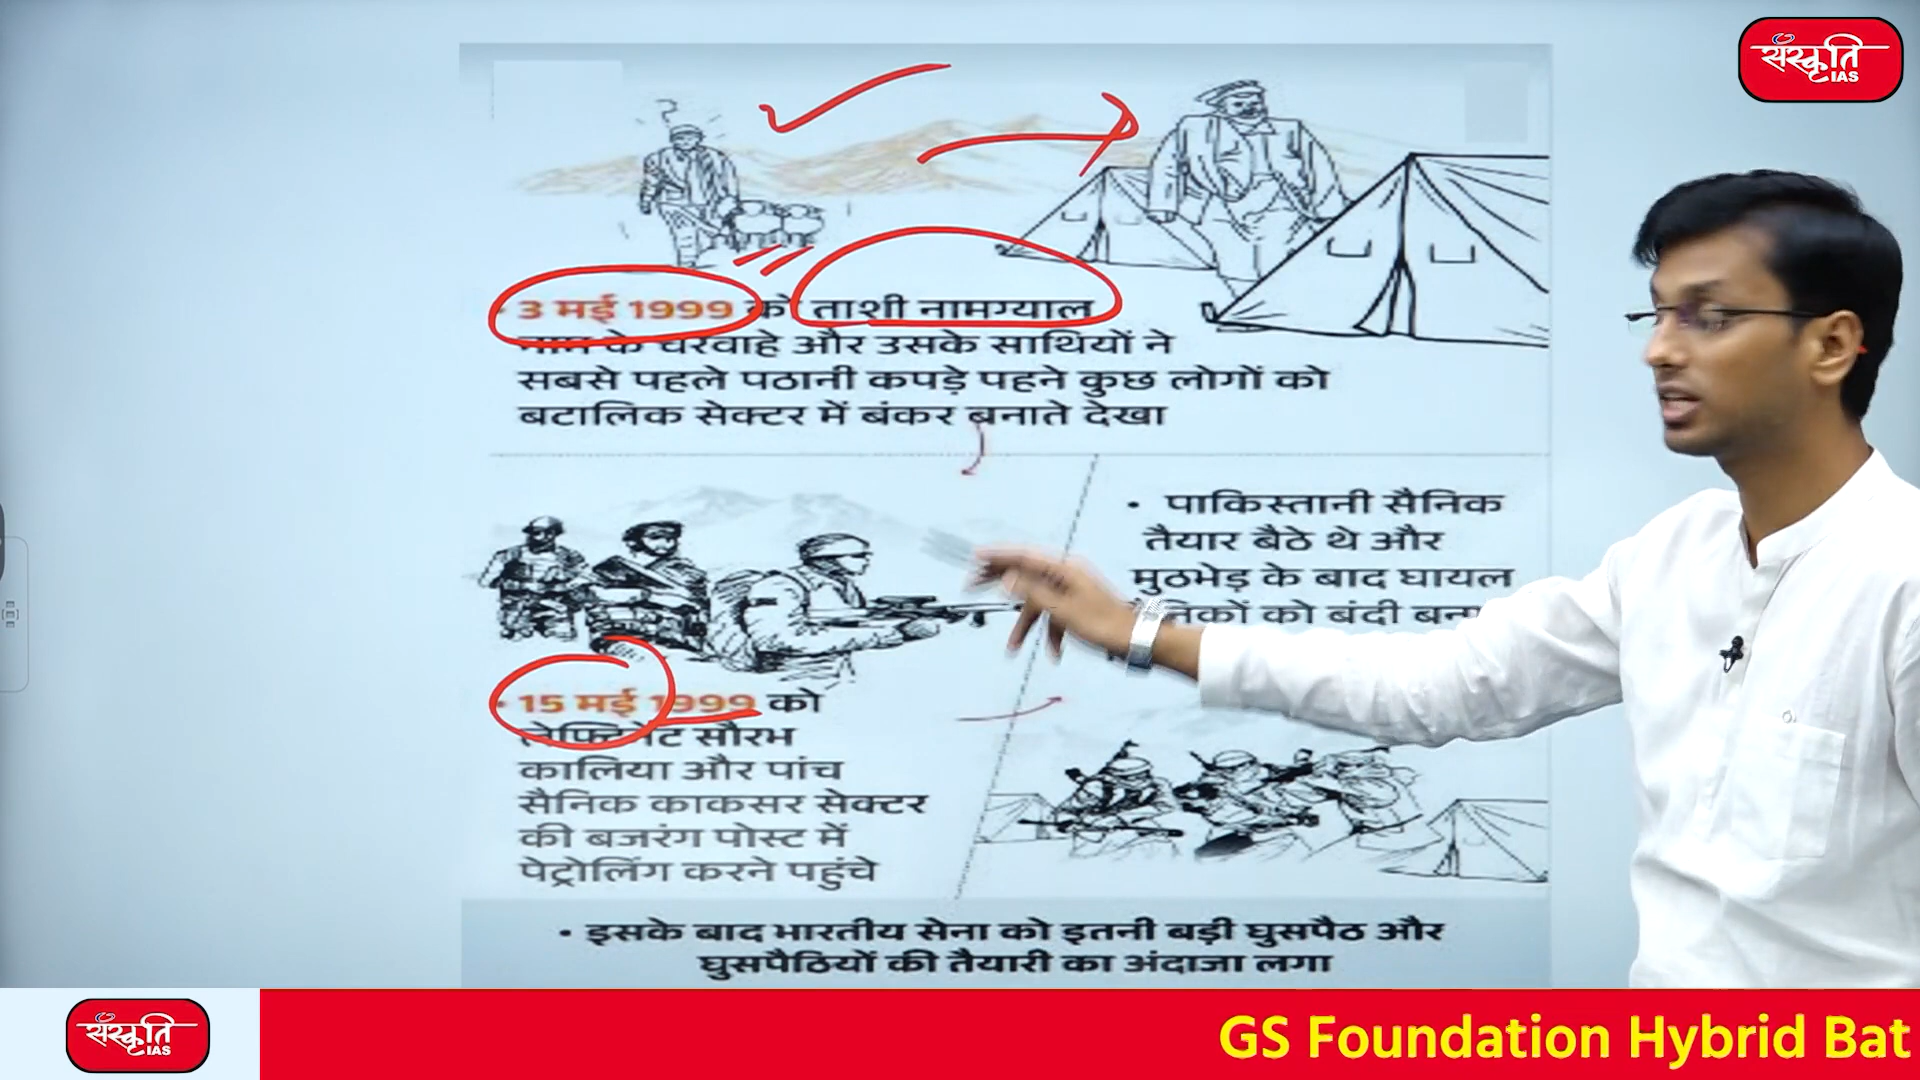 संस्कृति
IAS
• 3 मई 1999 को ताशी नामग्याल
नाम के चरवाहे और उसके साथियों ने
सबसे पहले पठानी कपड़े पहने कुछ लोगों को
बटालिक सेक्टर में बंकर बनाते देखा
• पाकिस्तानी सैनिक
तैयार बैठे थे और
मुठभेड़ के बाद घायल
को बंदी
• 15 मई 1999 को
लेफ्टिनेंट सौरभ
कालिया और पांच
सैनिक काकसर सेक्टर
की बजरंग पोस्ट में
पेट्रोलिंग करने पहुंचे
• इसके बाद भारतीय सेना को इतनी बड़ी घुसपैठ और
घुसपैठियों की तैयारी का अंदाजा लगा
संस्कृति
IAS
GS Foundation Hybrid Bat